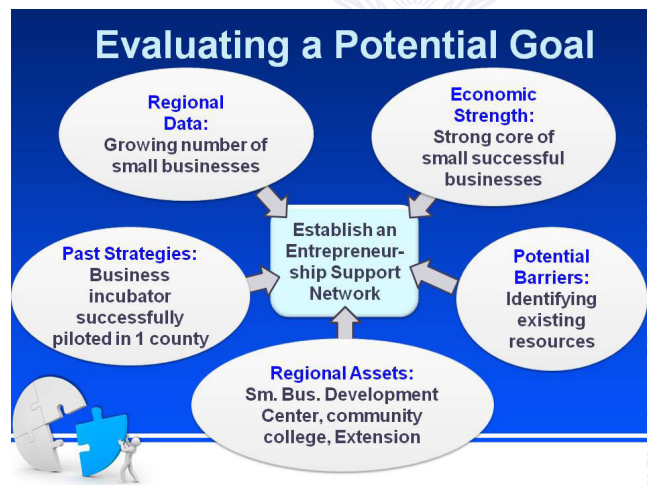 Evaluating a Potential Goal
Regional
Data:
Growing number of
small businesses
Economic
Strength:
Strong core of
small successful
businesses
Establish an
Entrepreneur-
ship Support
Network
Past Strategies:
Business
incubator
successfully
piloted in 1 county
Potential
Barriers:
Identifying
existing
resources
Regional Assets:
Sm. Bus. Development
Center, community
college, Extension